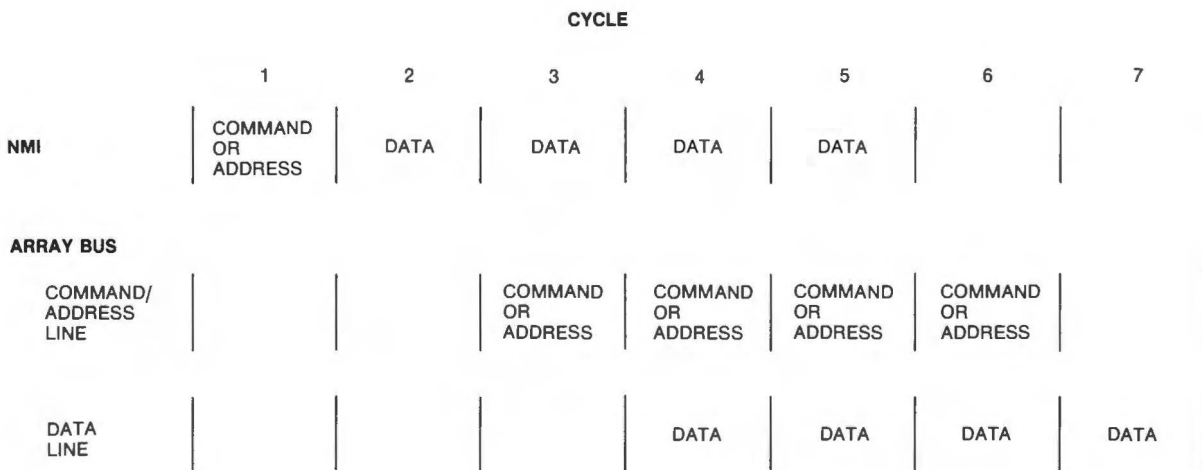 CYCLE
1 2 3 4 5 6 7
NMI
COMMAND
OR
ADDRESS
DATA DATA DATA DATA
ARRAY BUS
COMMAND/
ADDRESS
LINE
COMMAND
OR
ADDRESS
COMMAND
OR
ADDRESS
COMMAND
OR
ADDRESS
COMMAND
OR
ADDRESS
DATA
LINE
DATA DATA DATA DATA